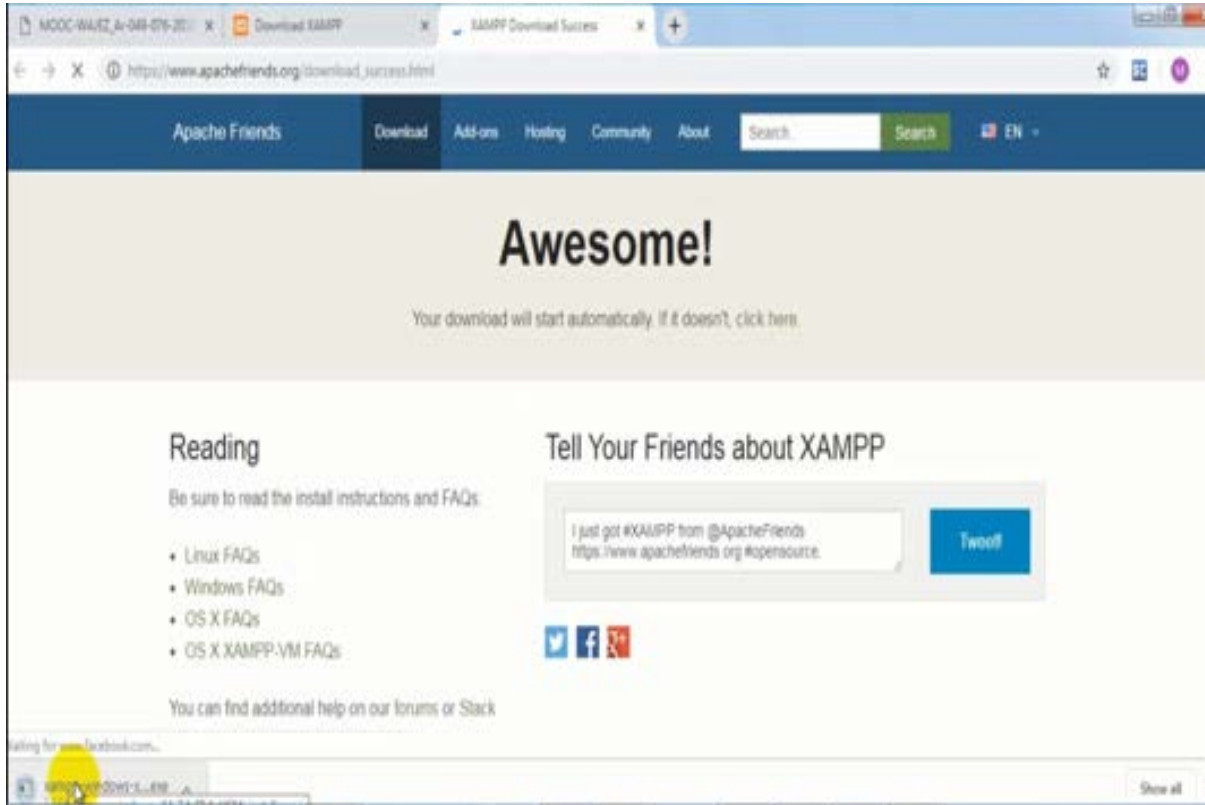 Download XAMPP
XAMPP Download Success
https://www.apachefriends.org/download_success.html
Apache Friends
Download
Add-ons
Hosting
Community
About
Search
Search
EN
Awesome!
Your download will start automatically. If it doesn't, click here.
Reading
Be sure to read the install instructions and FAQs:
Linux FAQs
Windows FAQs
OS X FAQs
OS X XAMPP-VM FAQs
You can find additional help on our forums or Stack
Tell Your Friends about XAMPP
I just got #XAMPP from @ApacheFriends
https://www.apachefriends.org #opensource.
Tweet!
for www.facebook.com...
Show all